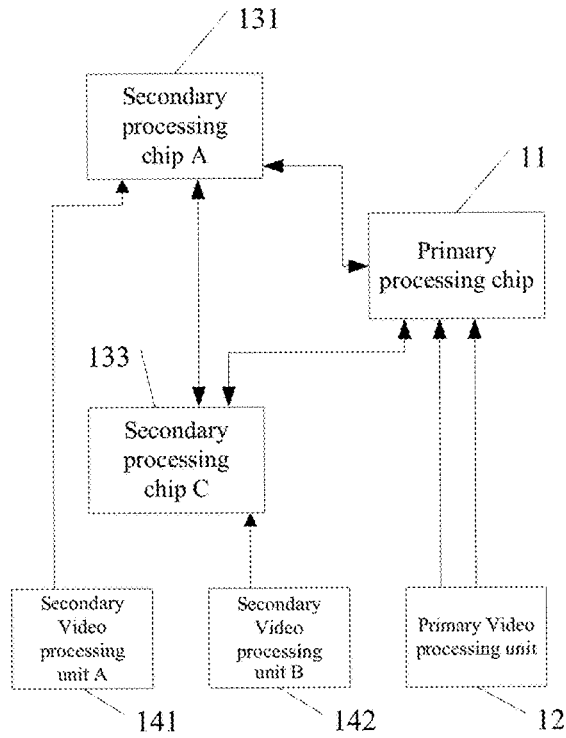 131
Secondary
processing
chip A
11
Primary
processing chip
133
Secondary
processing
chip C
Secondary
Video
processing
unit A
Secondary
Video
processing
unit B
Primary Video
processing unit
141
142
12